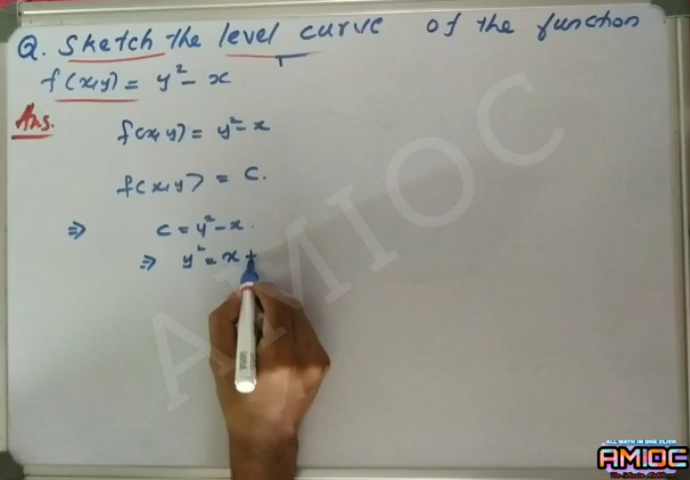 Q. Sketch the level curve of the function
f(x,y) = y² - x
Ans.
f(x,y) = y² - x
f(x,y) = C.
⇒ C = y² - x.
⇒ y² = x +
AMIOC
ALL MATH IN ONE CLICK
AMIOC